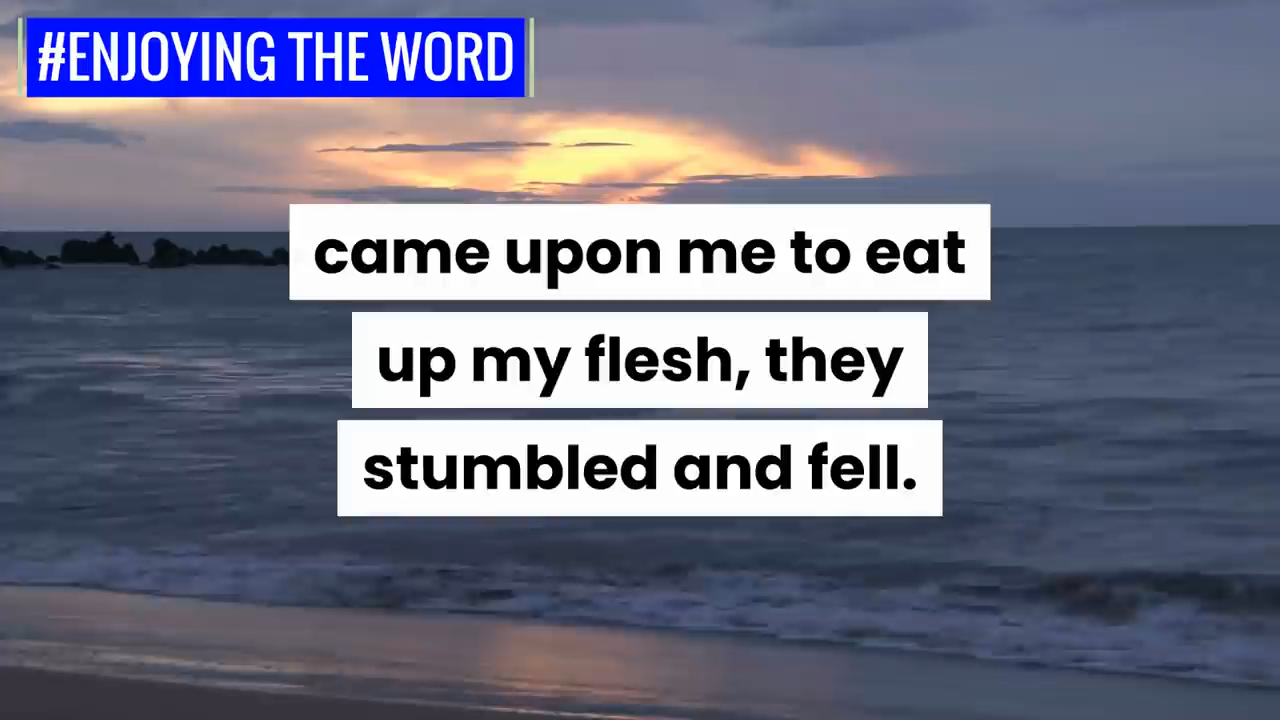 #ENJOYING THE WORD
came upon me to eat
up my flesh, they
stumbled and fell.